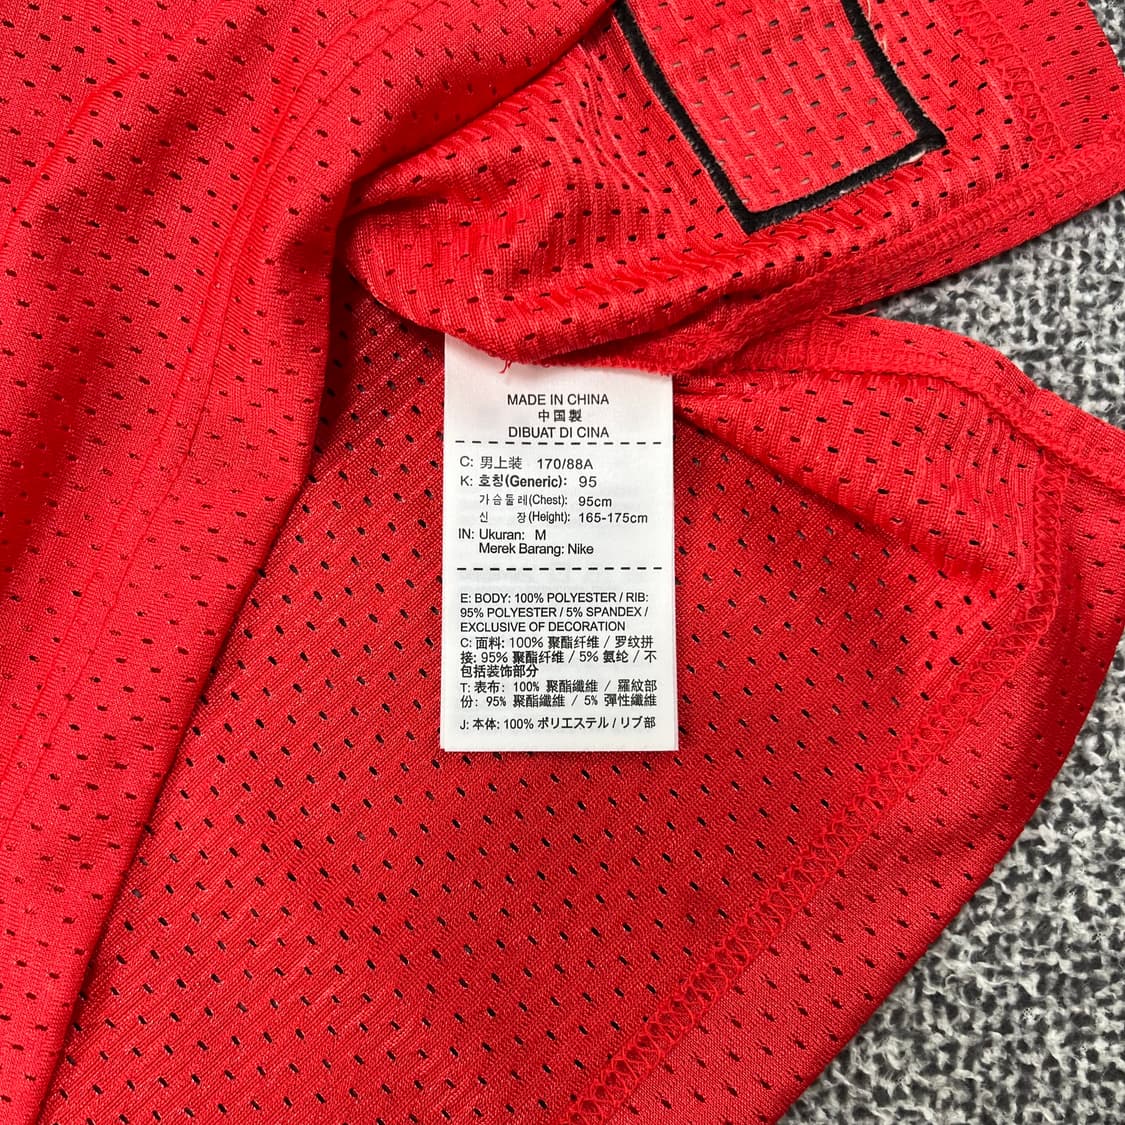 MADE IN CHINA
中国製
DIBUAT DI CINA
C: 男上装 170/88A
K: 호칭(Generic): 95
가슴둘레(Chest): 95cm
신 장(Height): 165-175cm
IN: Ukuran: M
Merek Barang: Nike
E: BODY: 100% POLYESTER / RIB:
95% POLYESTER / 5% SPANDEX /
EXCLUSIVE OF DECORATION
C: 面料: 100% 聚酯纤维 / 罗纹拼
接: 95% 聚酯纤维 / 5% 氨纶 / 不
包括装饰部分
T: 表布: 100% 聚酯纖維 / 羅紋部
份: 95% 聚酯纖維 / 5% 彈性纖維
J: 本体: 100% ポリエステル / リブ部